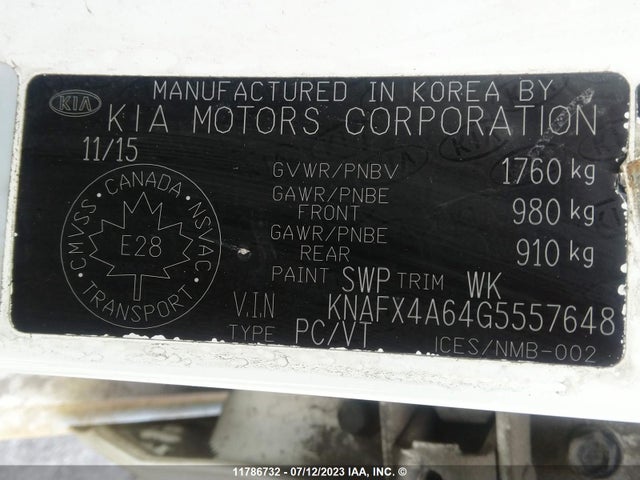 KIA
MANUFACTURED IN KOREA BY
KIA MOTORS CORPORATION
11/15
GVWR/PNBV 1760 kg
GAWR/PNBE FRONT 980 kg
GAWR/PNBE REAR 910 kg
PAINT SWP TRIM WK
V.I.N KNAFX4A64G5557648
TYPE PC/VT
ICES/NMB-002
CMVSS · CANADA · NSVAC
E28
TRANSPORT
11786732 - 07/12/2023 IAA, INC. ©